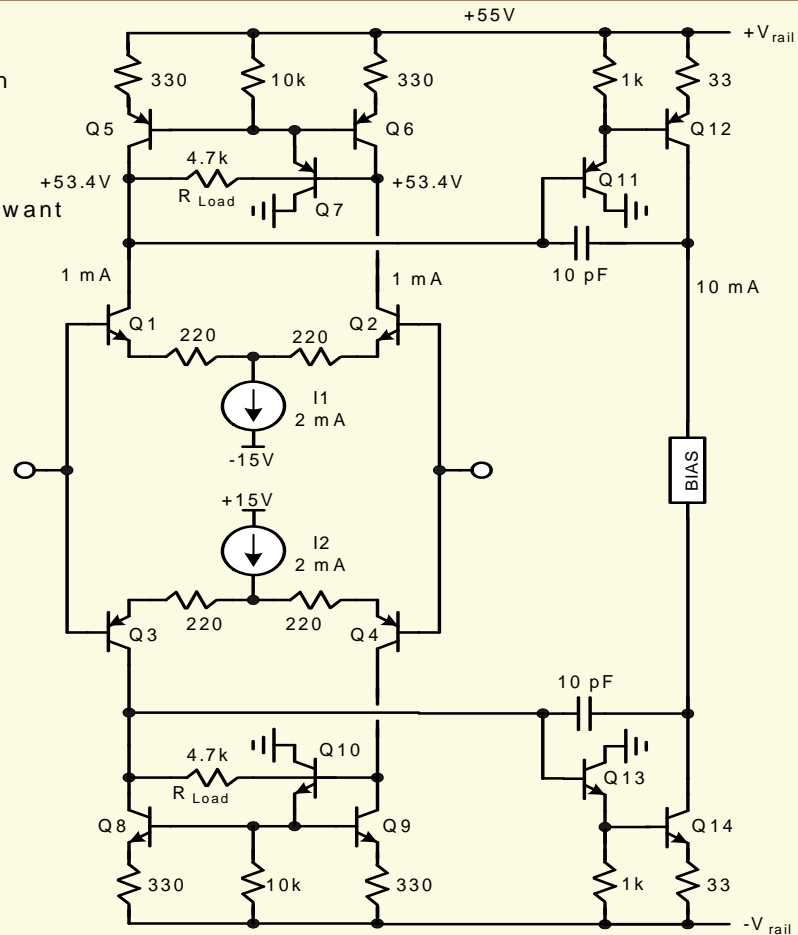 +55V
+V rail
n
330
10k
330
1k
33
Q5
Q6
Q12
4.7k
Q11
+53.4V
+53.4V
R Load
Q7
want
1 mA
1 mA
10 pF
10 mA
Q1
220
220
Q2
I1
2 mA
-15V
BIAS
+15V
I2
2 mA
Q3
220
220
Q4
10 pF
4.7k
Q10
Q13
R Load
Q8
Q9
Q14
330
10k
330
1k
33
-V rail